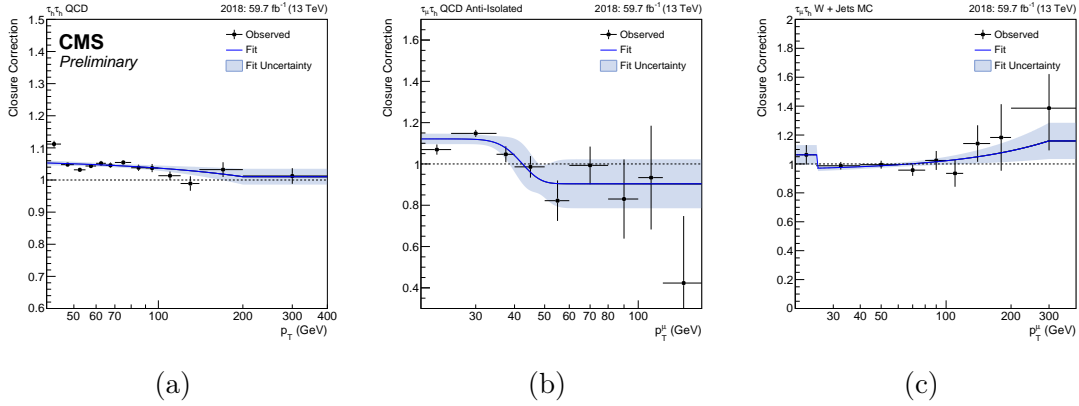 τₕτₕ QCD 2018: 59.7 fb⁻¹ (13 TeV)
CMS
Preliminary
Observed
Fit
Fit Uncertainty
Closure Correction
1.5
1.4
1.3
1.2
1.1
1
0.9
0.8
0.7
0.6
50 60 70 100 200 300 400
p_T (GeV)
(a)
τ_μτₕ QCD Anti-Isolated 2018: 59.7 fb⁻¹ (13 TeV)
Observed
Fit
Fit Uncertainty
Closure Correction
1.6
1.4
1.2
1.0
0.8
0.6
0.4
30 40 50 60 70 100
p_T^μ (GeV)
(b)
τ_μτₕ W + Jets MC 2018: 59.7 fb⁻¹ (13 TeV)
Observed
Fit
Fit Uncertainty
Closure Correction
2
1.8
1.6
1.4
1.2
1
0.8
0.6
0.4
0.2
0
30 40 50 100 200 300
p_T^μ (GeV)
(c)